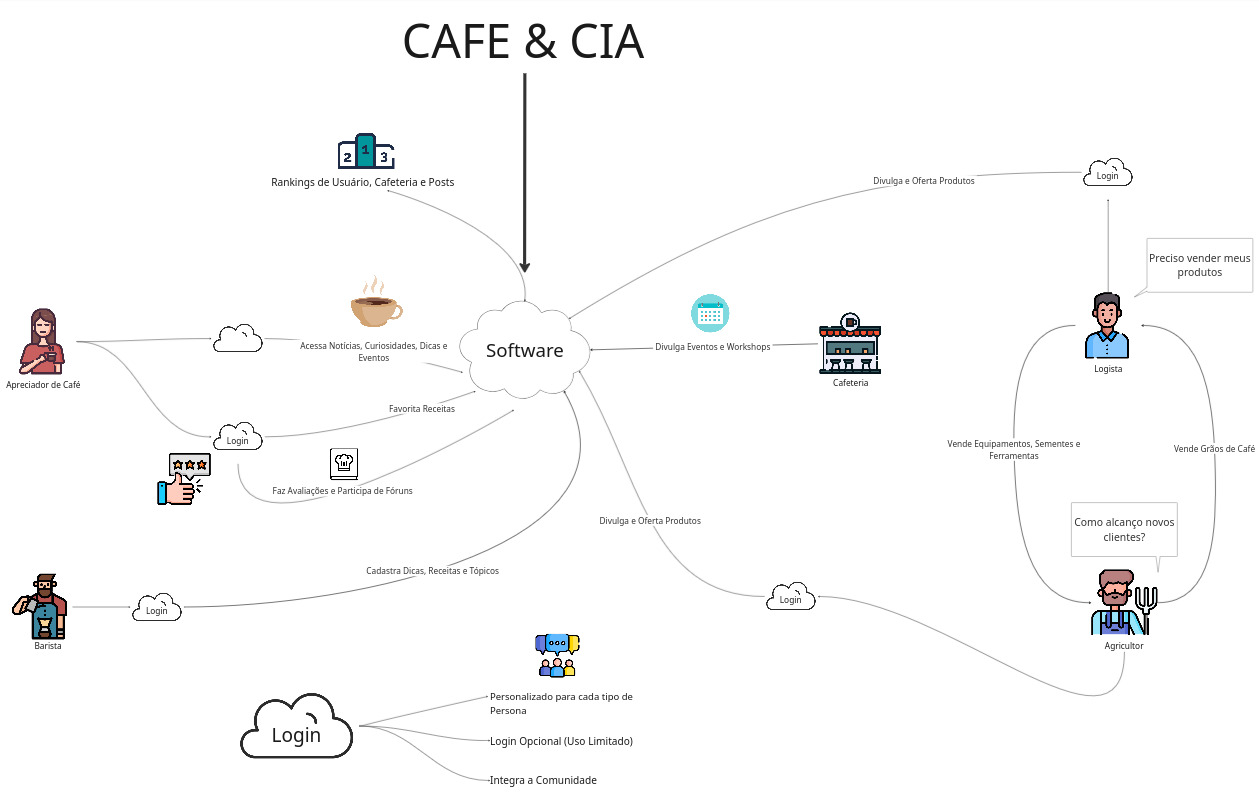 CAFE & CIA
2 1 3
Rankings de Usuário, Cafeteria e Posts
Divulga e Oferta Produtos
Login
Preciso vender meus
produtos
Acessa Notícias, Curiosidades, Dicas e
Eventos
Software
Divulga Eventos e Workshops
Apreciador de Café
Cafeteria
Logista
Favorita Receitas
Login
Vende Equipamentos, Sementes e
Ferramentas
Vende Grãos de Café
Faz Avaliações e Participa de Fóruns
Divulga e Oferta Produtos
Como alcanço novos
clientes?
Cadastra Dicas, Receitas e Tópicos
Login
Login
Barista
Agricultor
Personalizado para cada tipo de
Persona
Login
Login Opcional (Uso Limitado)
Integra a Comunidade